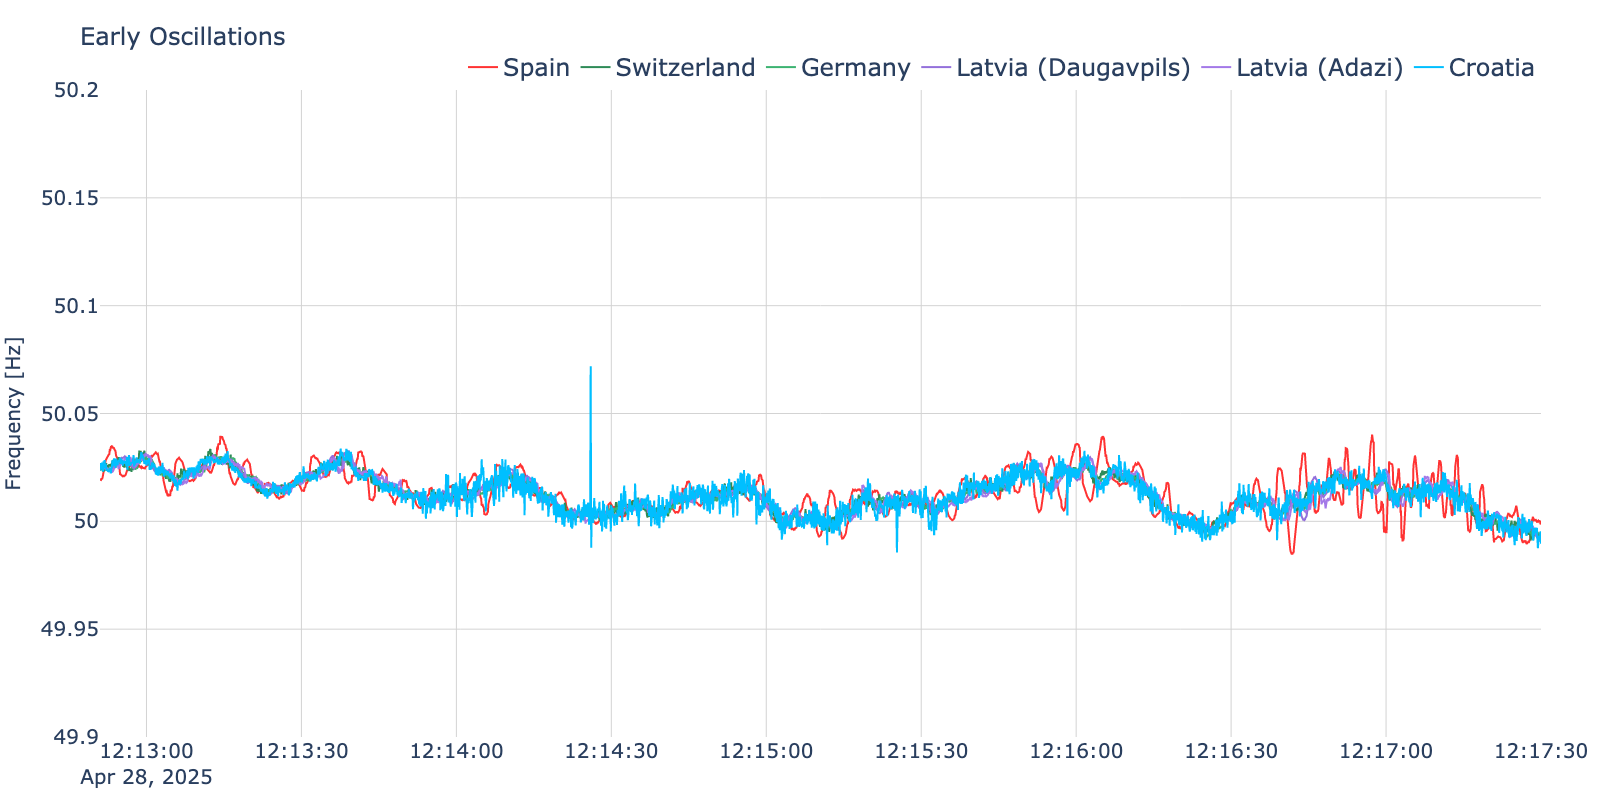 Early Oscillations
Spain Switzerland Germany Latvia (Daugavpils) Latvia (Adazi) Croatia
50.2
50.15
50.1
50.05
50
49.95
49.9
Frequency [Hz]
12:13:00 12:13:30 12:14:00 12:14:30 12:15:00 12:15:30 12:16:00 12:16:30 12:17:00 12:17:30
Apr 28, 2025